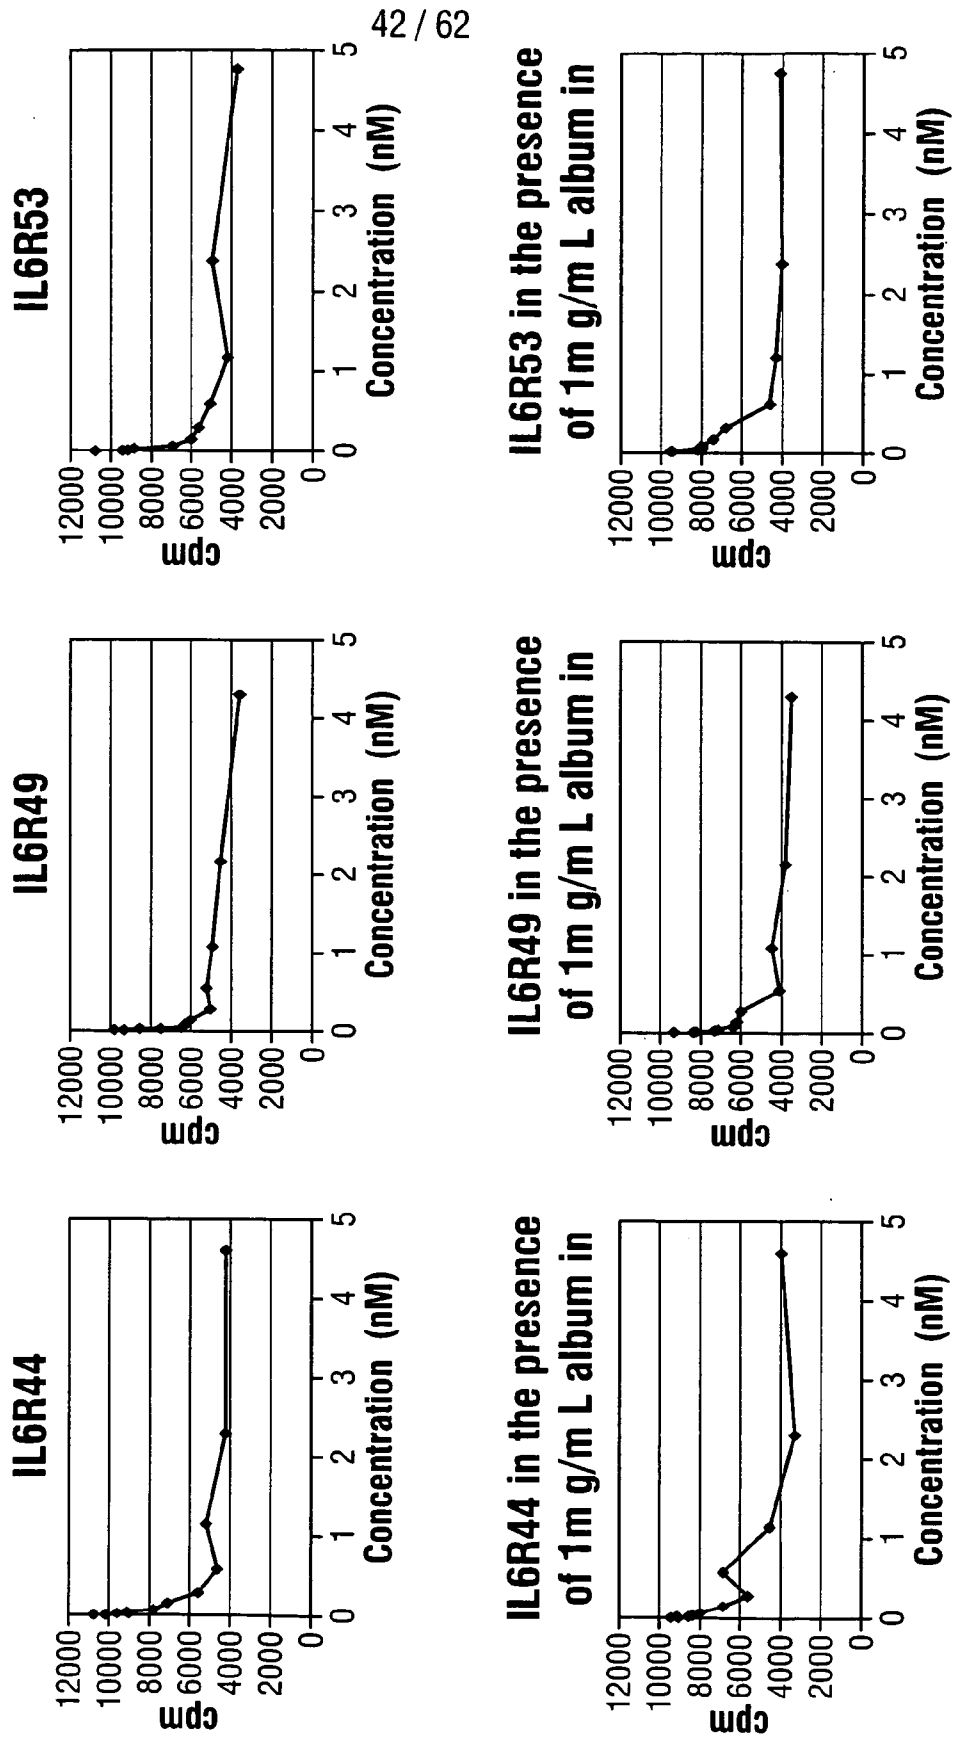 42 / 62
IL6R44
12000
10000
8000
6000
4000
2000
0
cpm
0 1 2 3 4 5
Concentration (nM)
IL6R49
12000
10000
8000
6000
4000
2000
0
cpm
0 1 2 3 4 5
Concentration (nM)
IL6R53
12000
10000
8000
6000
4000
2000
0
cpm
0 1 2 3 4 5
Concentration (nM)
IL6R44 in the presence
of 1m g/m L album in
12000
10000
8000
6000
4000
2000
0
cpm
0 1 2 3 4 5
Concentration (nM)
IL6R49 in the presence
of 1m g/m L album in
12000
10000
8000
6000
4000
2000
0
cpm
0 1 2 3 4 5
Concentration (nM)
IL6R53 in the presence
of 1m g/m L album in
12000
10000
8000
6000
4000
2000
0
cpm
0 1 2 3 4 5
Concentration (nM)